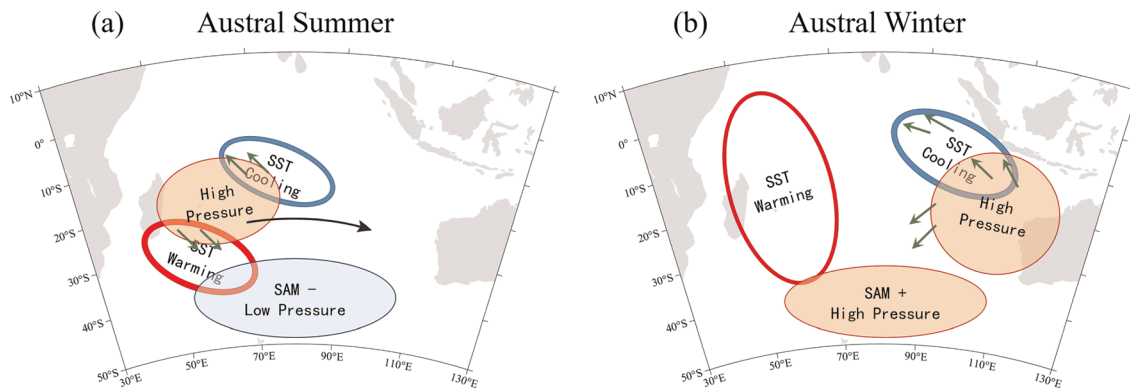 (a) Austral Summer
10°N
0°
10°S
20°S
30°S
40°S
50°S
30°E
50°E
70°E
90°E
110°E
130°E
SST
Cooling
High
Pressure
SST
Warming
SAM －
Low Pressure
(b) Austral Winter
10°N
0°
10°S
20°S
30°S
40°S
50°S
30°E
50°E
70°E
90°E
110°E
130°E
SST
Cooling
SST
Warming
High
Pressure
SAM +
High Pressure